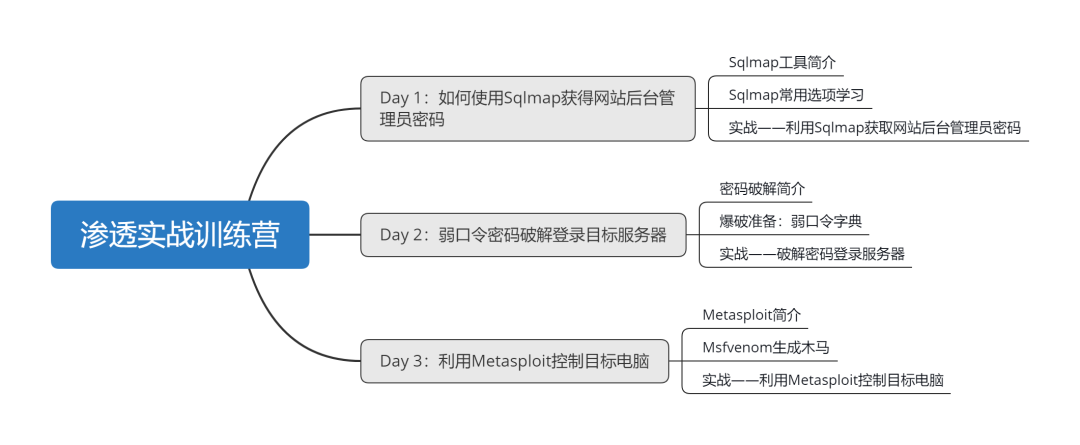 渗透实战训练营
Day 1：如何使用Sqlmap获得网站后台管
理员密码
Sqlmap工具简介
Sqlmap常用选项学习
实战——利用Sqlmap获取网站后台管理员密码
Day 2：弱口令密码破解登录目标服务器
密码破解简介
爆破准备：弱口令字典
实战——破解密码登录服务器
Day 3：利用Metasploit控制目标电脑
Metasploit简介
Msfvenom生成木马
实战——利用Metasploit控制目标电脑